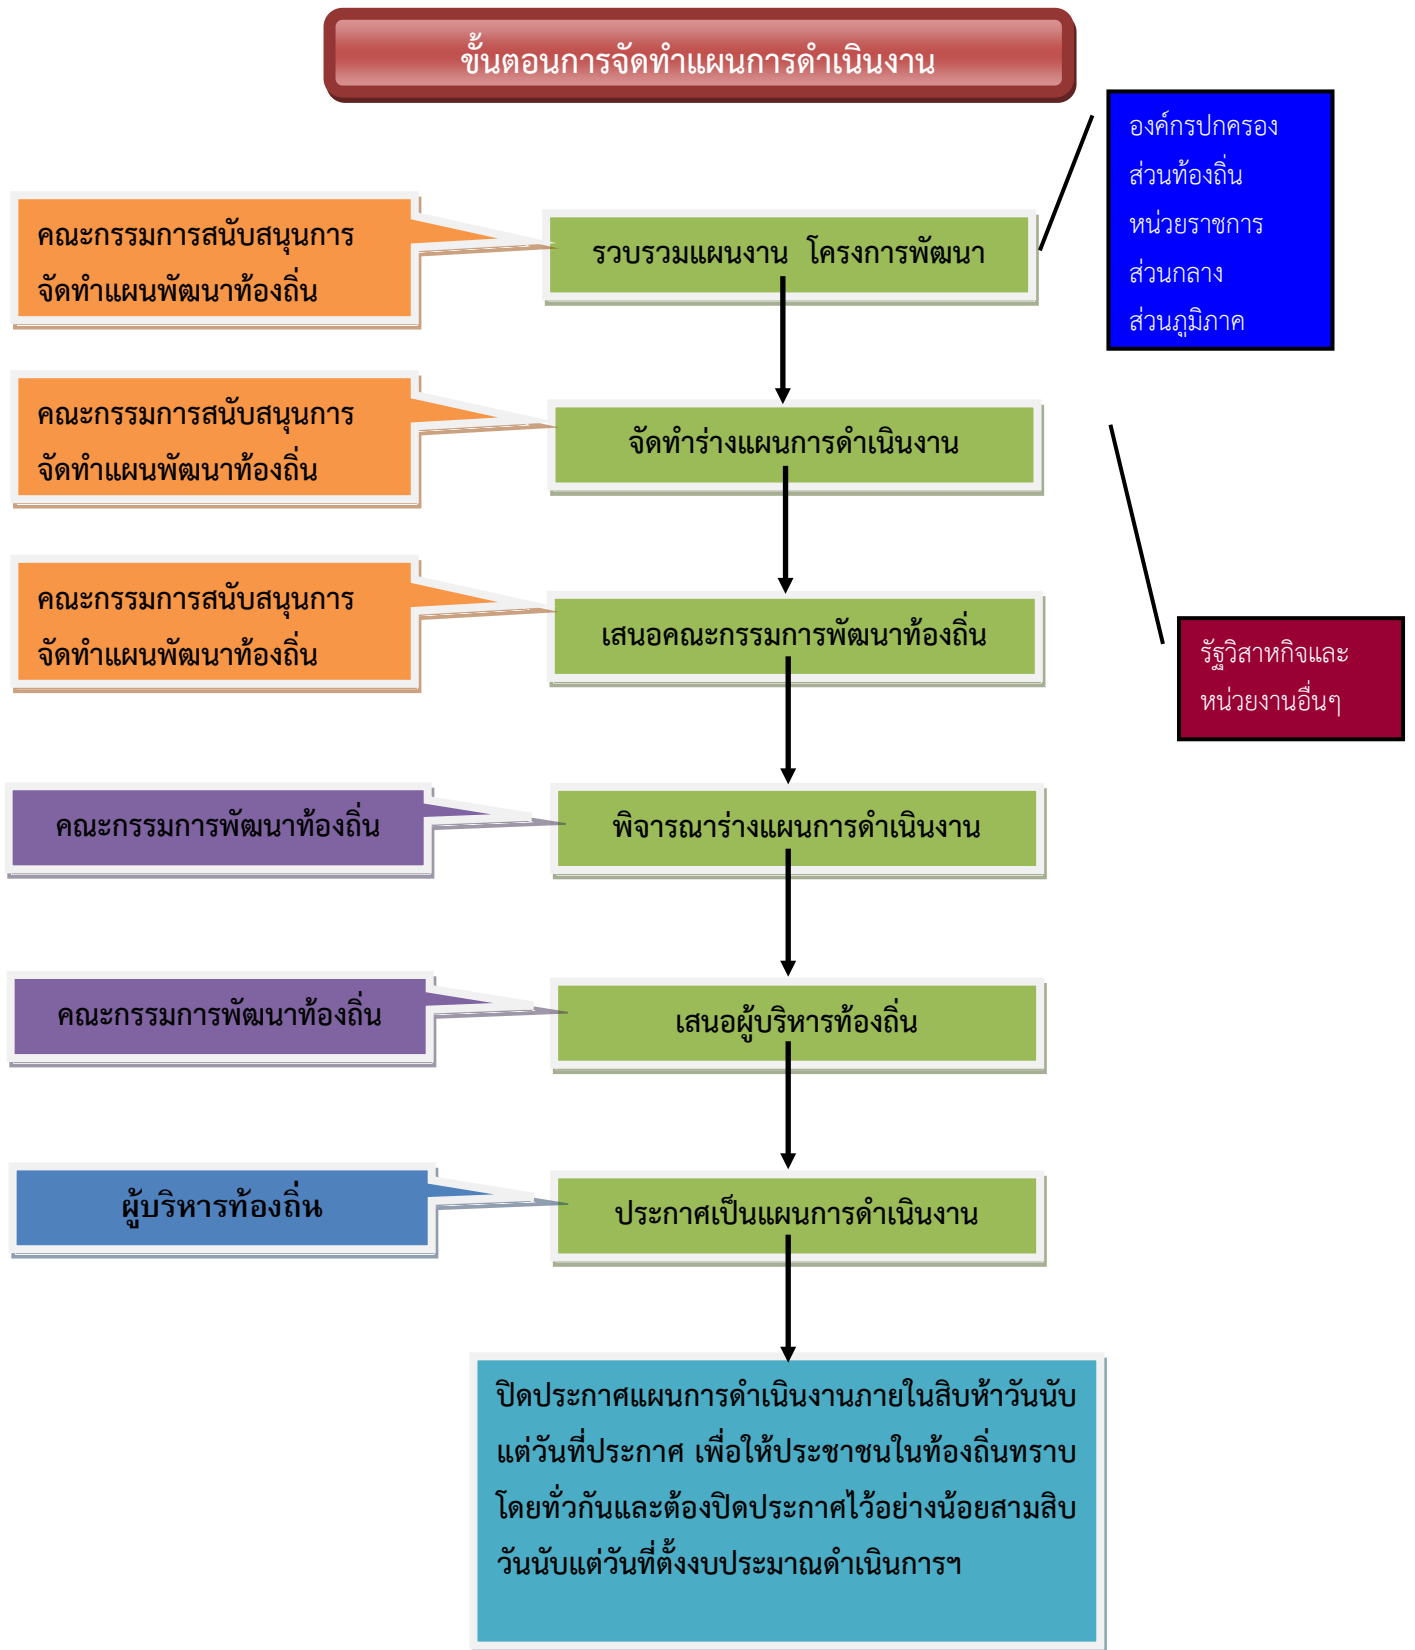 ขั้นตอนการจัดทำแผนการดำเนินงาน
องค์กรปกครอง
ส่วนท้องถิ่น
หน่วยราชการ
ส่วนกลาง
ส่วนภูมิภาค
คณะกรรมการสนับสนุนการ
จัดทำแผนพัฒนาท้องถิ่น
รวบรวมแผนงาน โครงการพัฒนา
คณะกรรมการสนับสนุนการ
จัดทำแผนพัฒนาท้องถิ่น
จัดทำร่างแผนการดำเนินงาน
คณะกรรมการสนับสนุนการ
จัดทำแผนพัฒนาท้องถิ่น
เสนอคณะกรรมการพัฒนาท้องถิ่น
รัฐวิสาหกิจและ
หน่วยงานอื่นๆ
คณะกรรมการพัฒนาท้องถิ่น
พิจารณาร่างแผนการดำเนินงาน
คณะกรรมการพัฒนาท้องถิ่น
เสนอผู้บริหารท้องถิ่น
ผู้บริหารท้องถิ่น
ประกาศเป็นแผนการดำเนินงาน
ปิดประกาศแผนการดำเนินงานภายในสิบห้าวันนับ
แต่วันที่ประกาศ เพื่อให้ประชาชนในท้องถิ่นทราบ
โดยทั่วกันและต้องปิดประกาศไว้อย่างน้อยสามสิบ
วันนับแต่วันที่ตั้งงบประมาณดำเนินการฯ